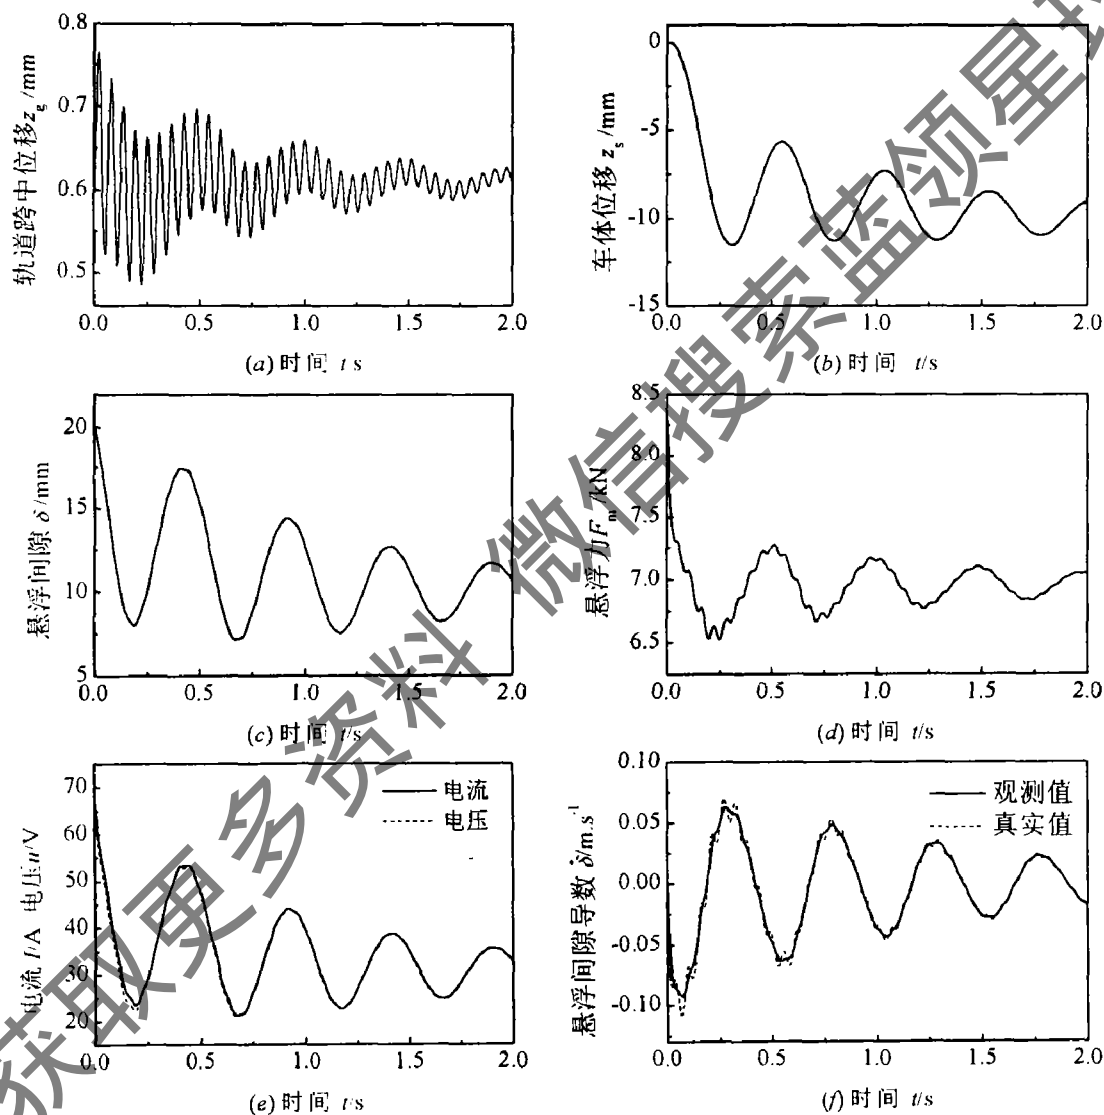 0.8
0.7
0.6
0.5
轨道跨中位移z_g/mm
0.0 0.5 1.0 1.5 2.0
(a)时间 t s
0
-5
-10
-15
车体位移 z_s/mm
0.0 0.5 1.0 1.5 2.0
(b)时间 t/s
20
15
10
5
悬浮间隙 δ/mm
0.0 0.5 1.0 1.5 2.0
(c)时间 t/s
8.5
8.0
7.5
7.0
6.5
悬浮力F_m/kN
0.0 0.5 1.0 1.5 2.0
(d)时间 t/s
70
60
50
40
30
20
电流 I/A 电压u/V
电流
电压
0.0 0.5 1.0 1.5 2.0
(e)时间 t/s
0.10
0.05
0.00
-0.05
-0.10
悬浮间隙导数 δ̇/m.s⁻¹
观测值
真实值
0.0 0.5 1.0 1.5 2.0
(f)时间 t/s
获取更多资料 微信搜索蓝领星球